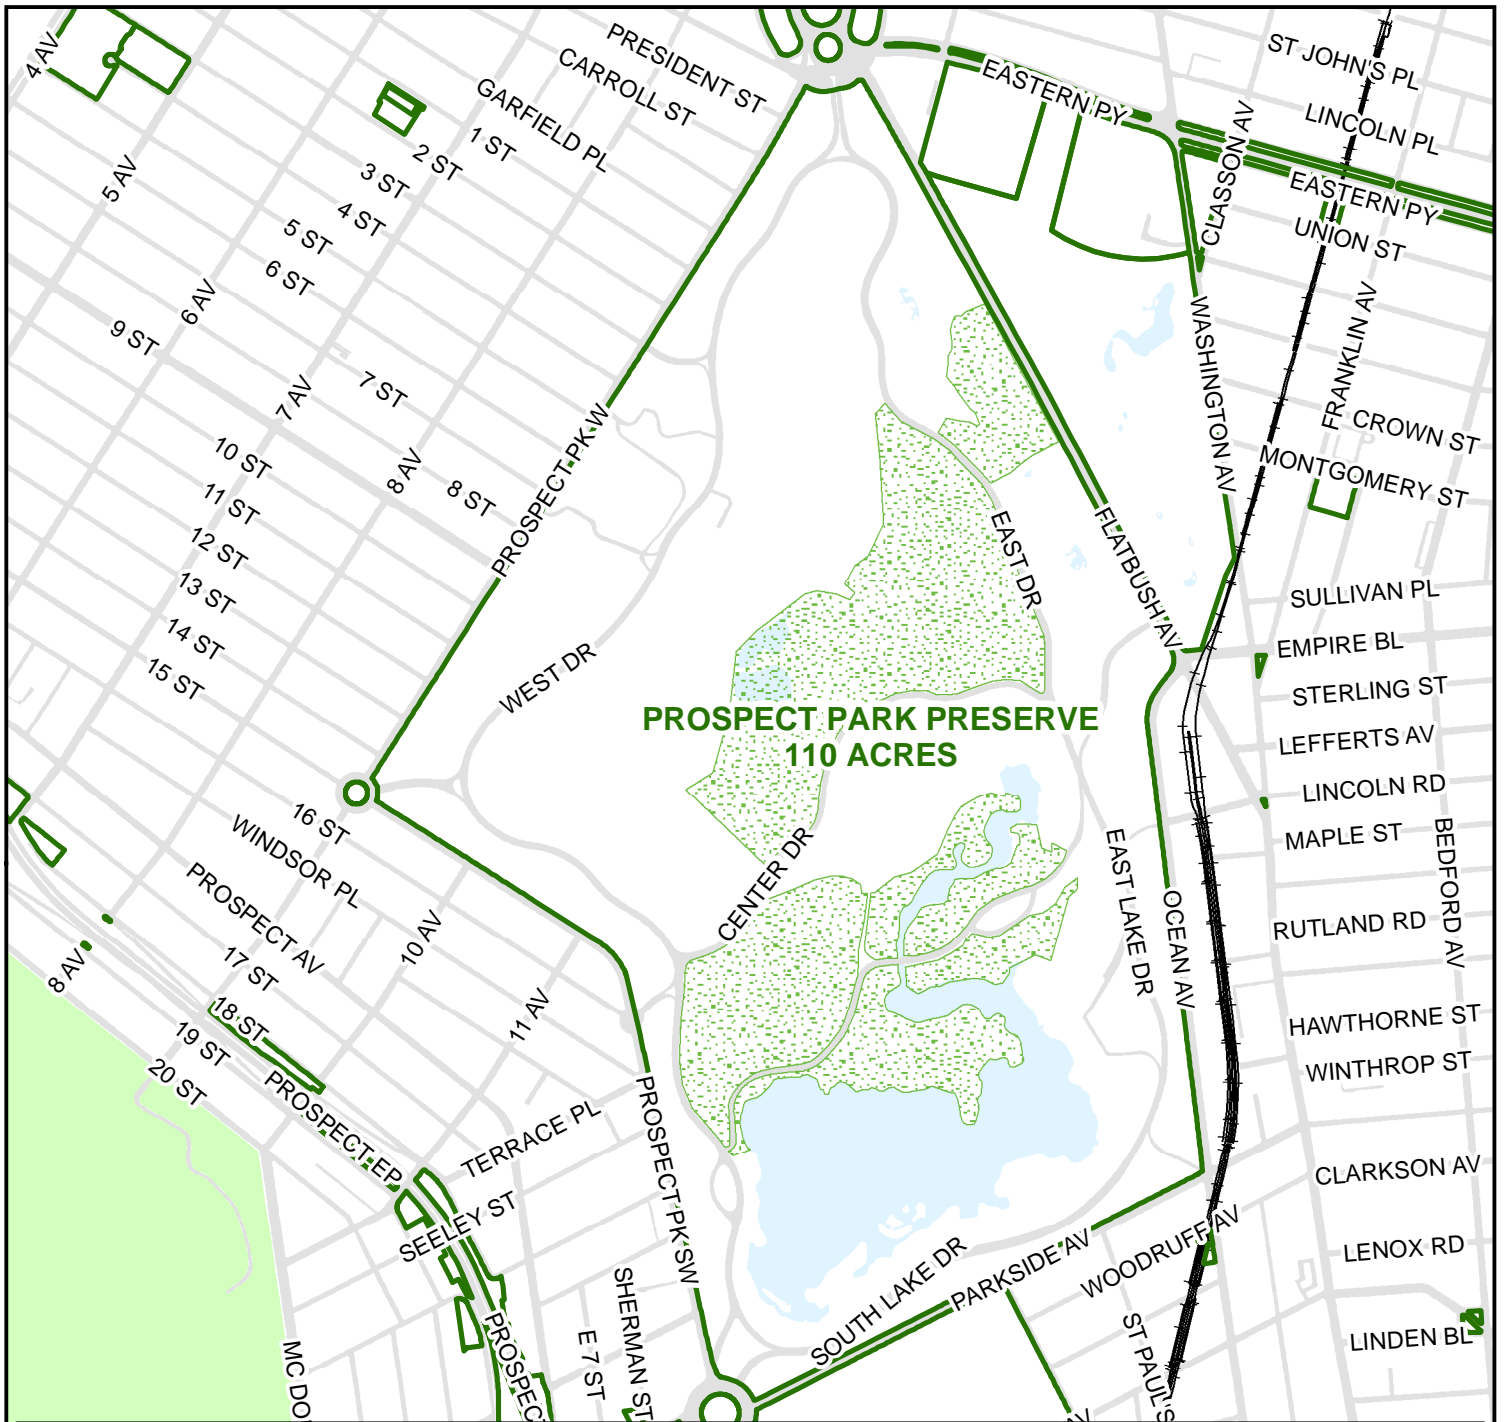 4 AV
PRESIDENT ST
CARROLL ST
GARFIELD PL
1 ST
2 ST
3 ST
4 ST
5 ST
6 ST
5 AV
6 AV
9 ST
7 AV
7 ST
8 AV
8 ST
10 ST
11 ST
12 ST
13 ST
14 ST
15 ST
PROSPECT PK W
WEST DR
EASTERN PY
ST JOHN'S PL
LINCOLN PL
CLASSON AV
EASTERN PY
UNION ST
WASHINGTON AV
FRANKLIN AV
CROWN ST
MONTGOMERY ST
EAST DR
FLATBUSH AV
SULLIVAN PL
EMPIRE BL
STERLING ST
LEFFERTS AV
LINCOLN RD
MAPLE ST
BEDFORD AV
RUTLAND RD
HAWTHORNE ST
WINTHROP ST
CLARKSON AV
LENOX RD
LINDEN BL
PROSPECT PARK PRESERVE
110 ACRES
CENTER DR
EAST LAKE DR
OCEAN AV
16 ST
WINDSOR PL
PROSPECT AV
10 AV
11 AV
17 ST
18 ST
19 ST
20 ST
8 AV
PROSPECT EP
TERRACE PL
SEELEY ST
PROSPECT PK SW
SOUTH LAKE DR
PARKSIDE AV
WOODRUFF AV
ST PAUL'S
SHERMAN ST
E 7 ST
PROSPEC
MC DO
AV